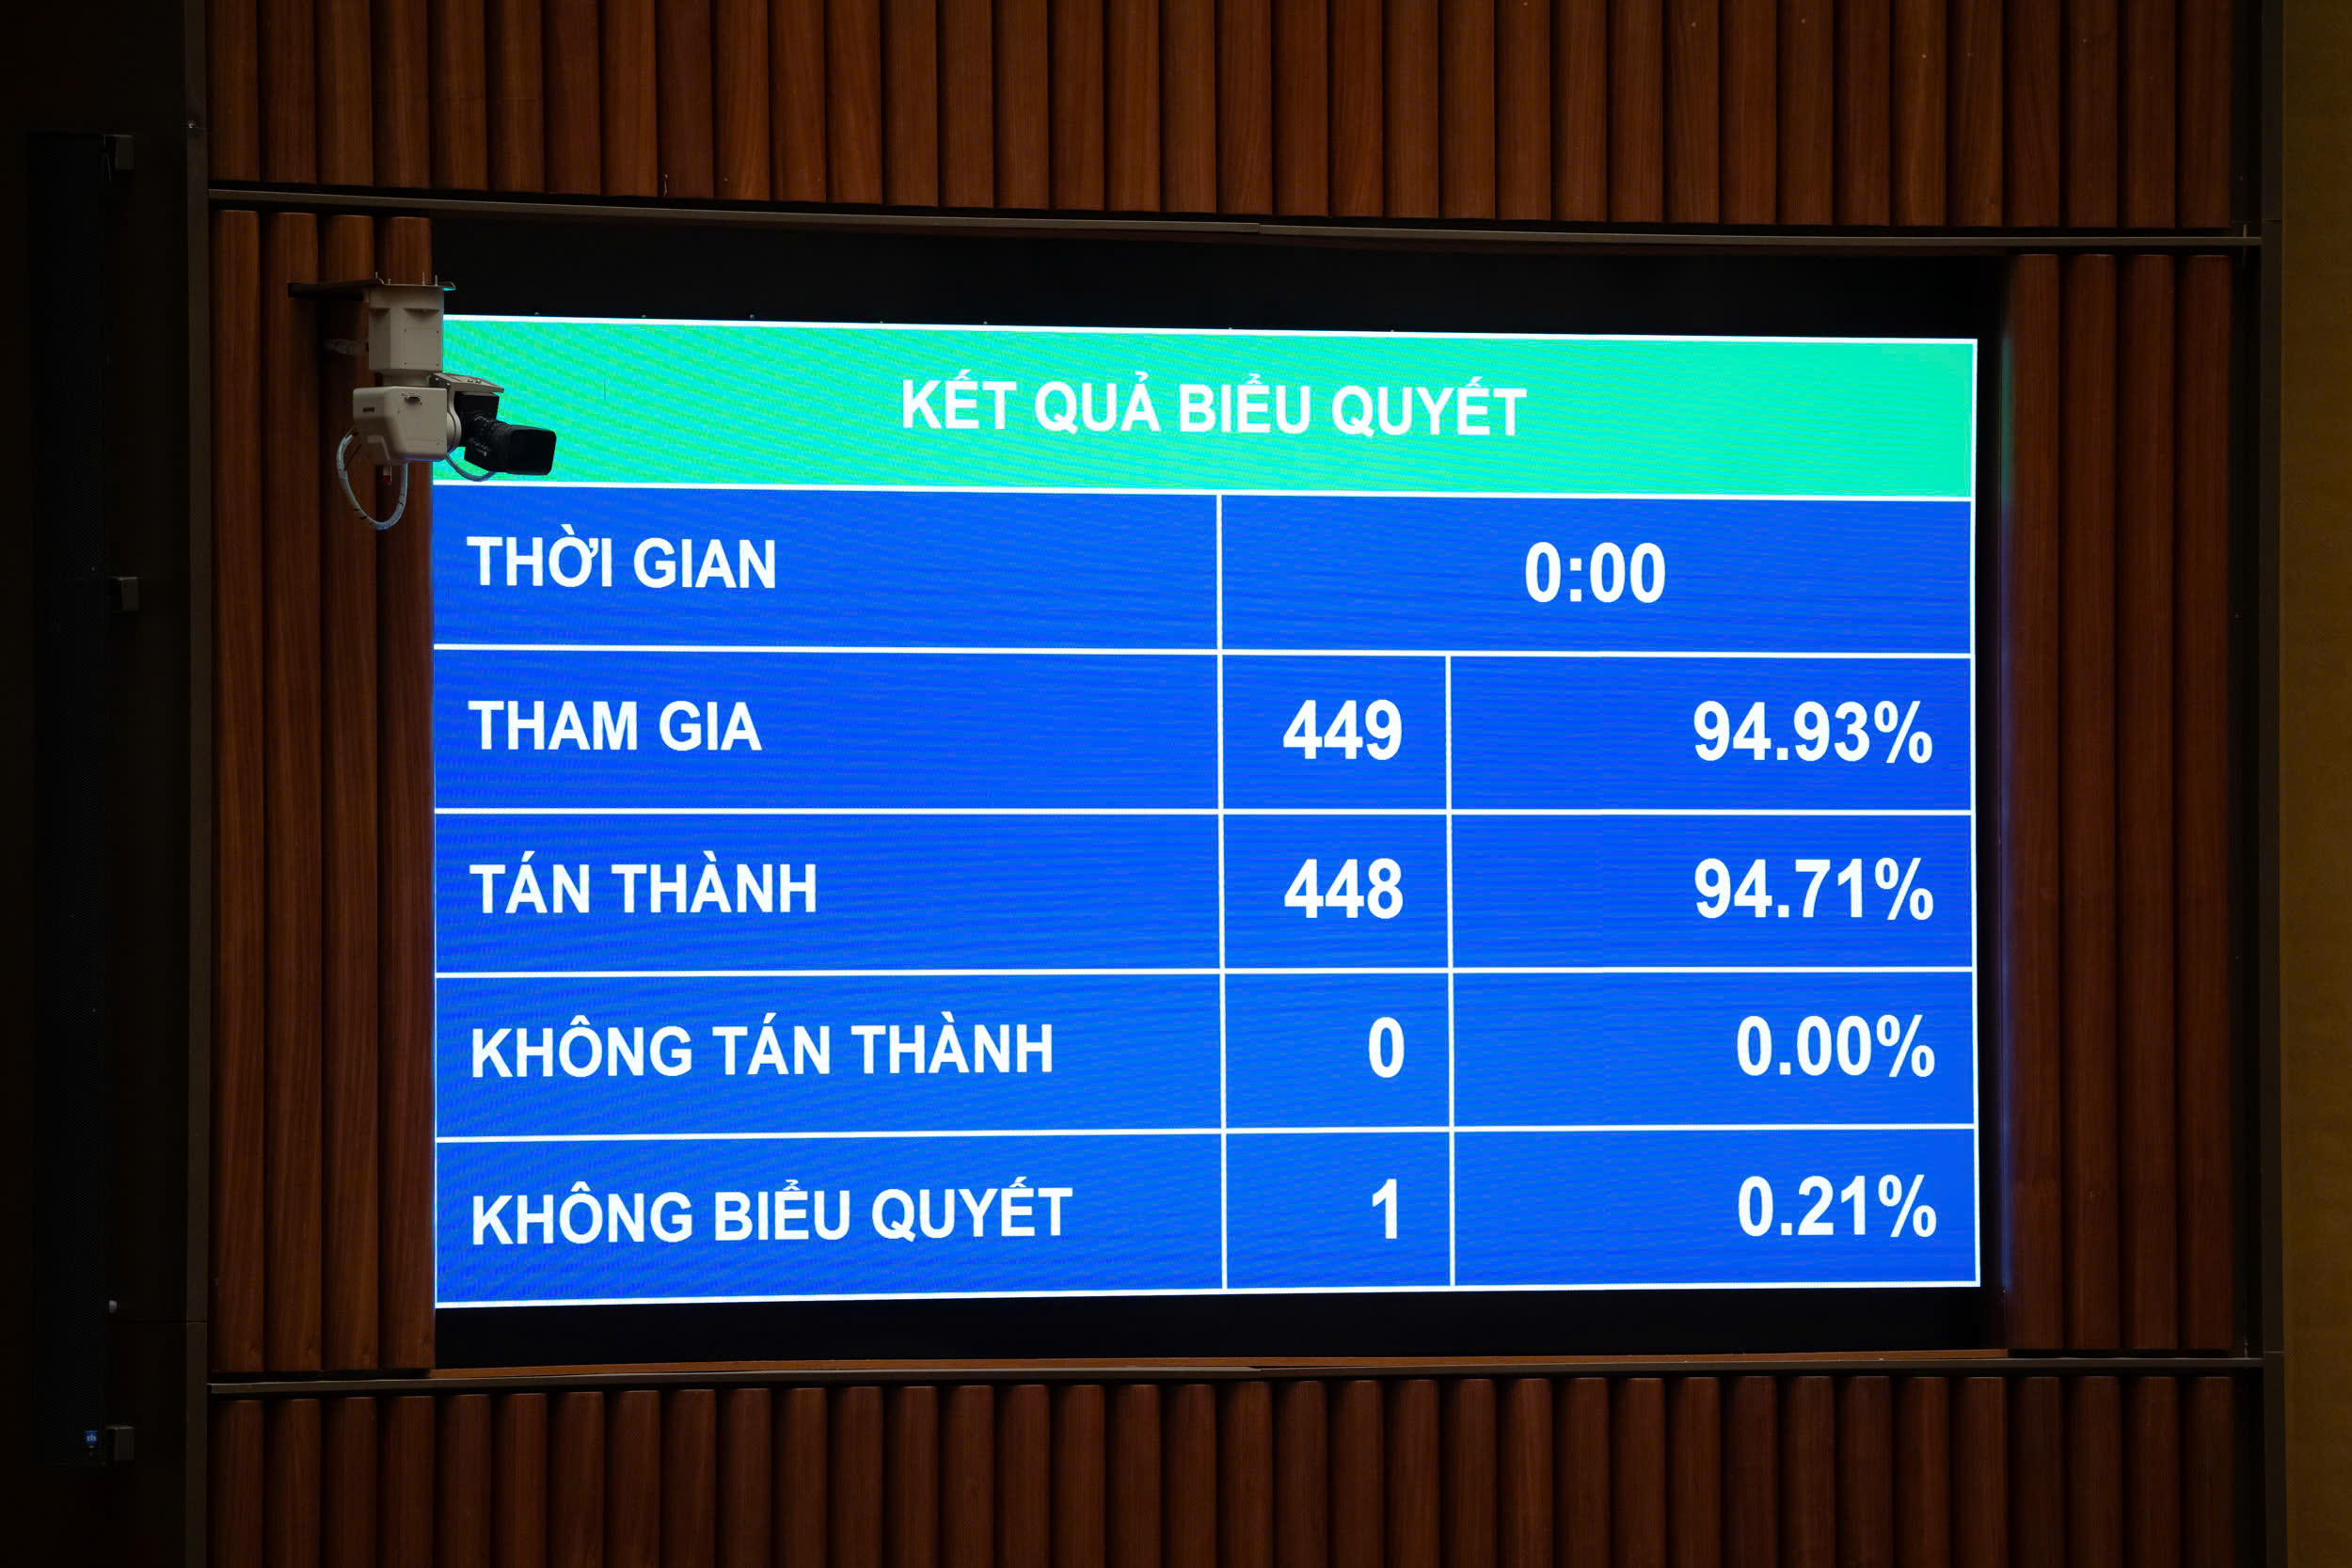 KẾT QUẢ BIỂU QUYẾT
THỜI GIAN 0:00
THAM GIA 449 94.93%
TÁN THÀNH 448 94.71%
KHÔNG TÁN THÀNH 0 0.00%
KHÔNG BIỂU QUYẾT 1 0.21%